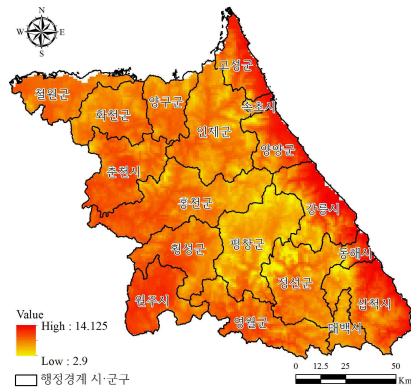 N
W E
S
고성군
철원군
양구군
속초시
화천군
인제군
양양군
춘천시
홍천군
강릉시
횡성군
평창군
동해시
정선군
원주시
삼척시
영월군
태백시
Value
High : 14.125
Low : 2.9
행정경계 시·군구
0 12.5 25 50
Km